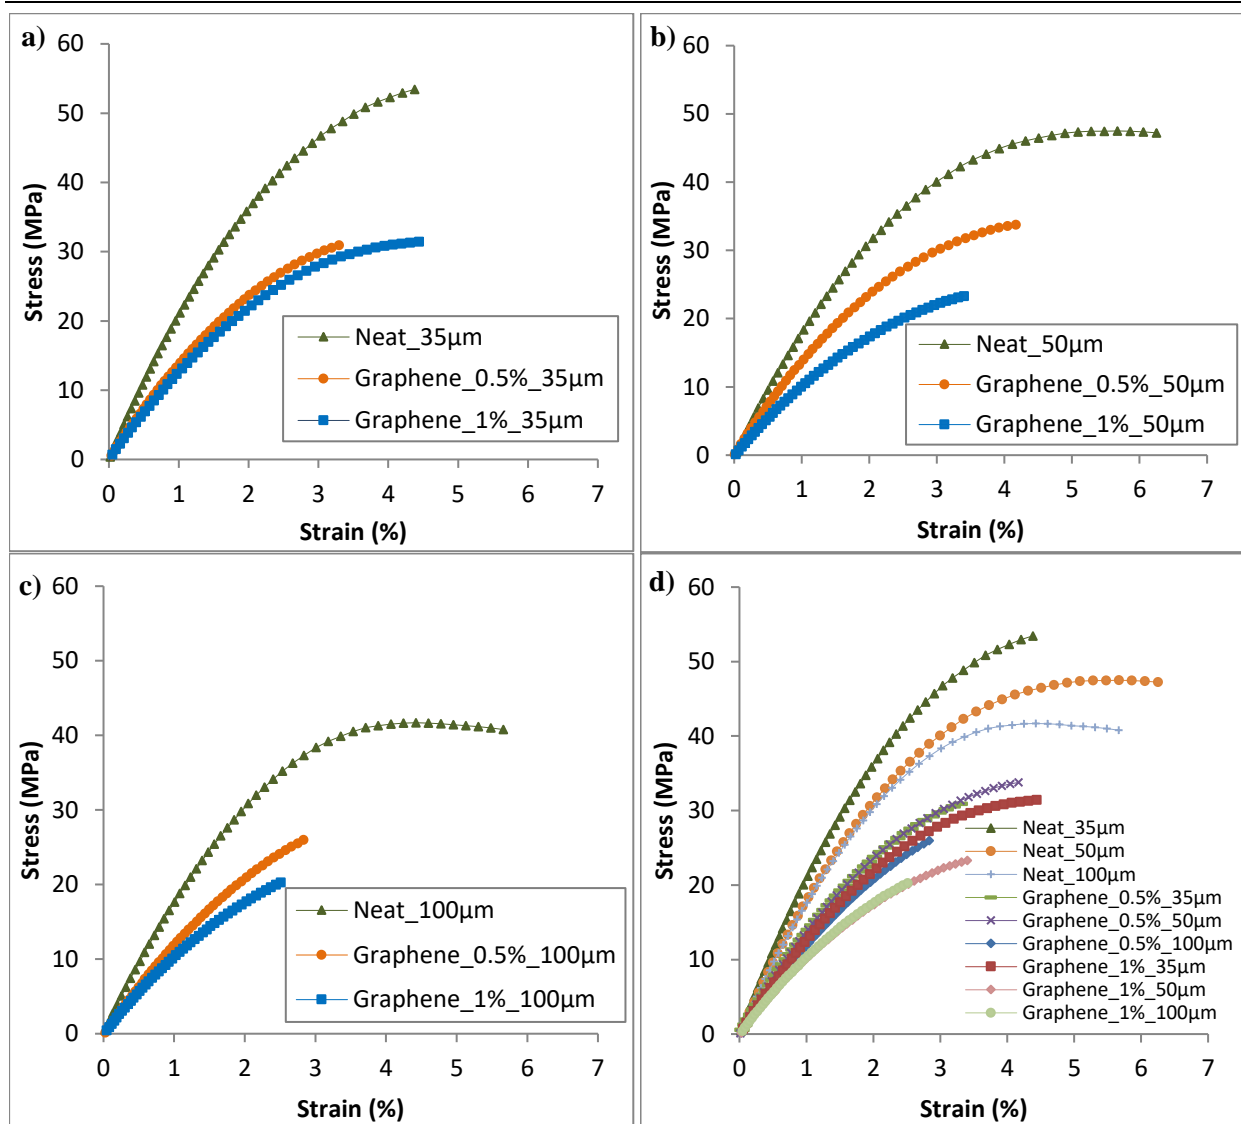 a)
60
50
40
30
20
10
0
Stress (MPa)
Neat_35µm
Graphene_0.5%_35µm
Graphene_1%_35µm
0 1 2 3 4 5 6 7
Strain (%)
b)
60
50
40
30
20
10
0
Stress (MPa)
Neat_50µm
Graphene_0.5%_50µm
Graphene_1%_50µm
0 1 2 3 4 5 6 7
Strain (%)
c)
60
50
40
30
20
10
0
Stress (MPa)
Neat_100µm
Graphene_0.5%_100µm
Graphene_1%_100µm
0 1 2 3 4 5 6 7
Strain (%)
d)
60
50
40
30
20
10
0
Stress (MPa)
Neat_35µm
Neat_50µm
Neat_100µm
Graphene_0.5%_35µm
Graphene_0.5%_50µm
Graphene_0.5%_100µm
Graphene_1%_35µm
Graphene_1%_50µm
Graphene_1%_100µm
0 1 2 3 4 5 6 7
Strain (%)